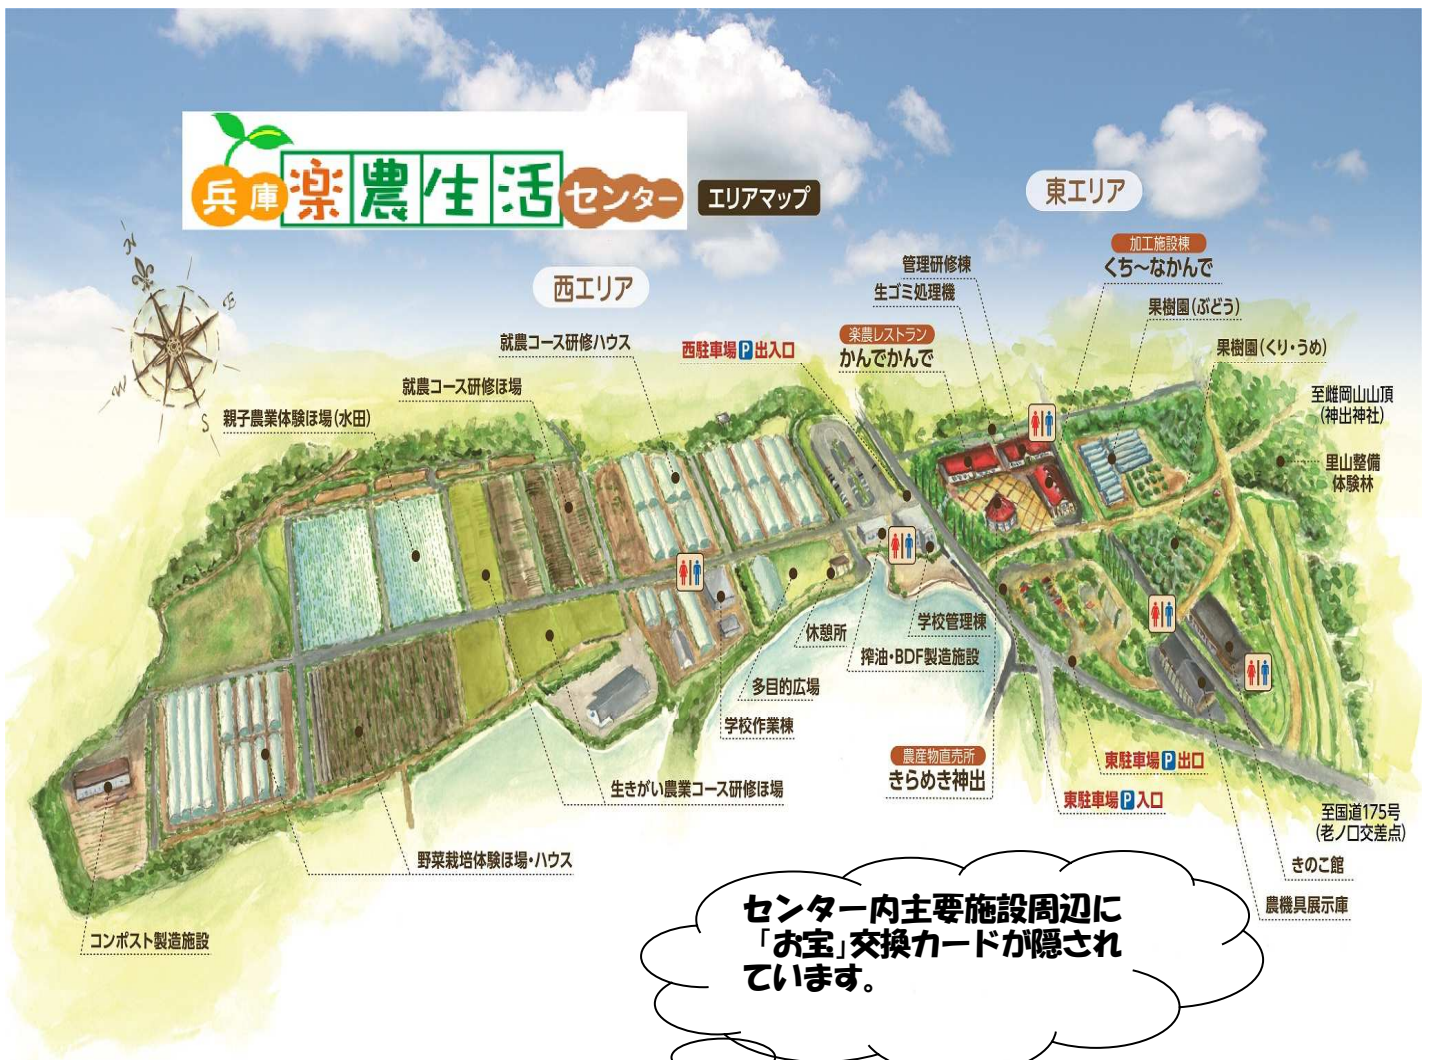 兵庫楽農生活センター
エリアマップ
東エリア
西エリア
N
E
W
S
加工施設棟
くち～なかんで
管理研修棟
生ゴミ処理機
果樹園(ぶどう)
楽農レストラン
かんでかんで
西駐車場P出入口
就農コース研修ハウス
果樹園(くり・うめ)
就農コース研修ほ場
至雌岡山山頂
(神出神社)
親子農業体験ほ場(水田)
里山整備
体験林
休憩所
学校管理棟
搾油・BDF製造施設
多目的広場
学校作業棟
農産物直売所
きらめき神出
東駐車場P出口
生きがい農業コース研修ほ場
東駐車場P入口
至国道175号
(老ノ口交差点)
野菜栽培体験ほ場・ハウス
きのこ館
農機具展示庫
コンポスト製造施設
センター内主要施設周辺に
「お宝」交換カードが隠され
ています。